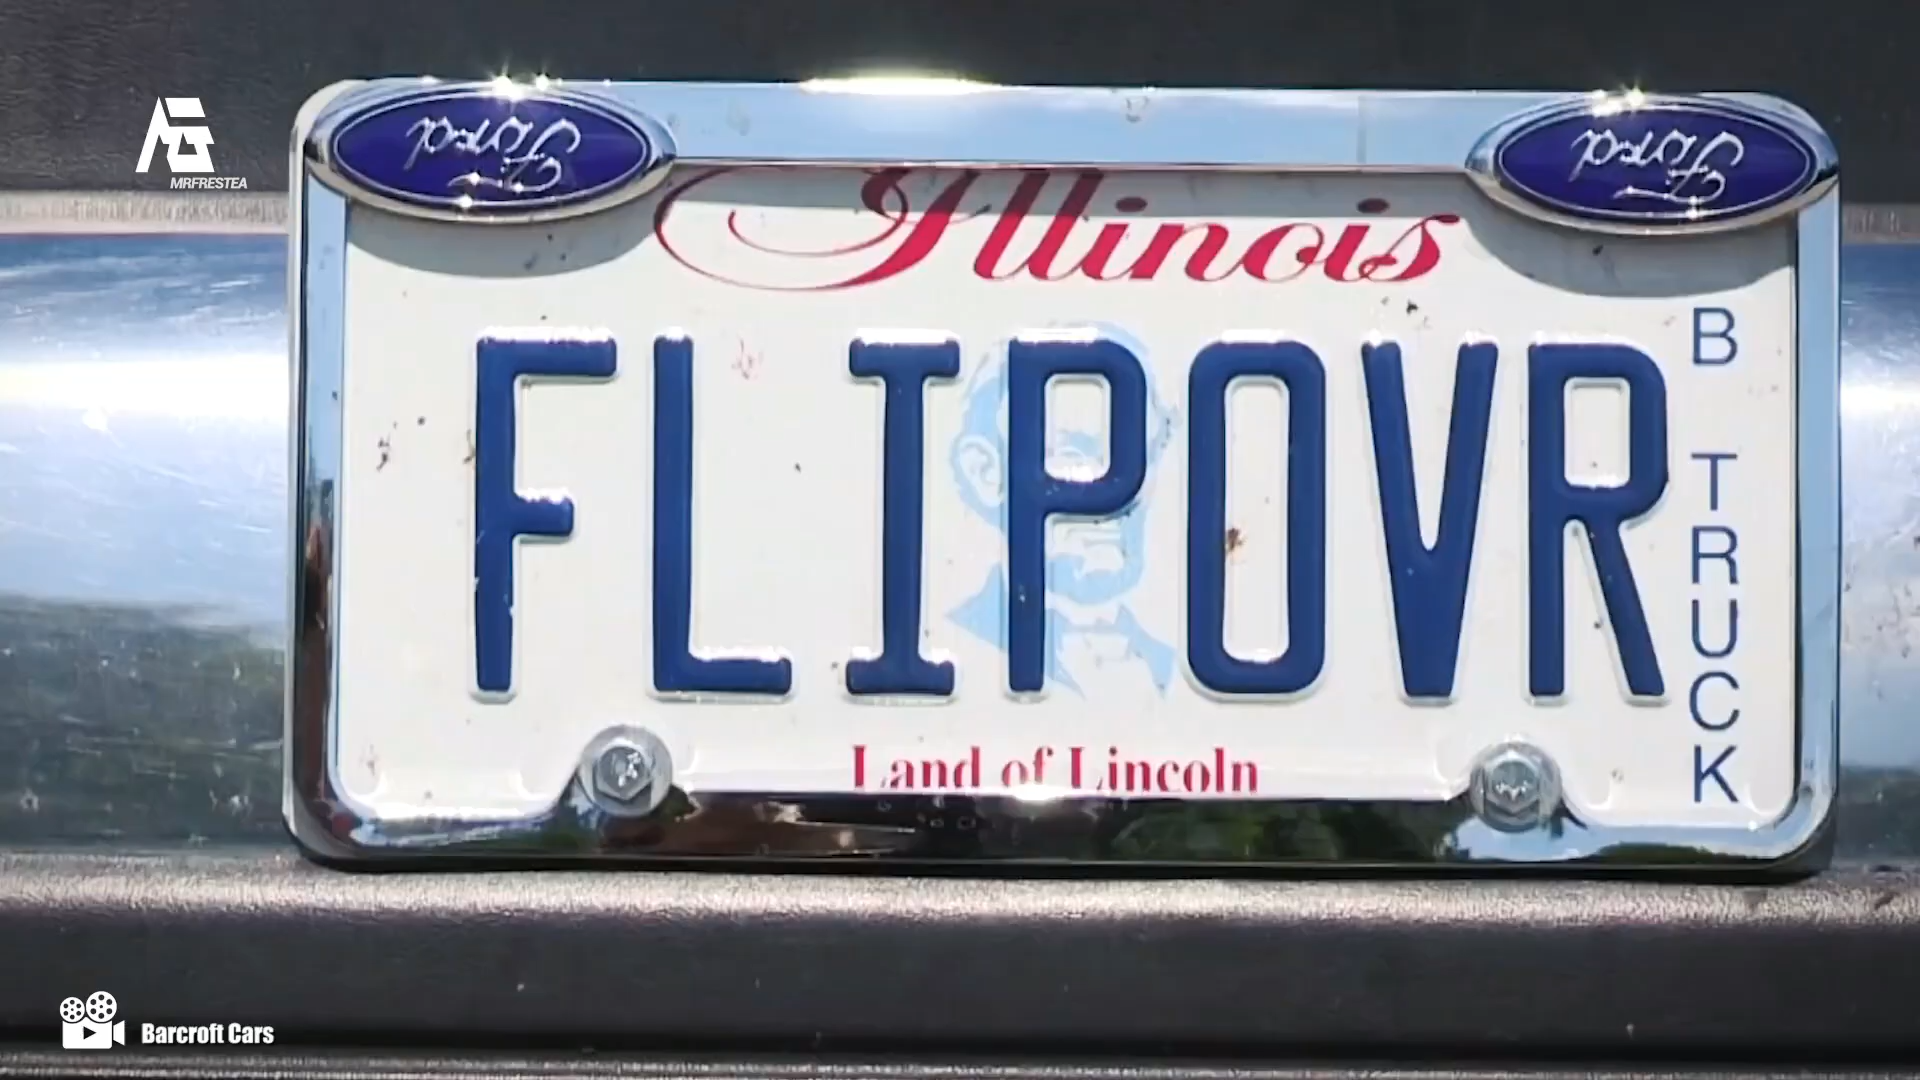 MRFRESTEA
Ford
Ford
Illinois
FLIPOVR
B TRUCK
Land of Lincoln
Barcroft Cars